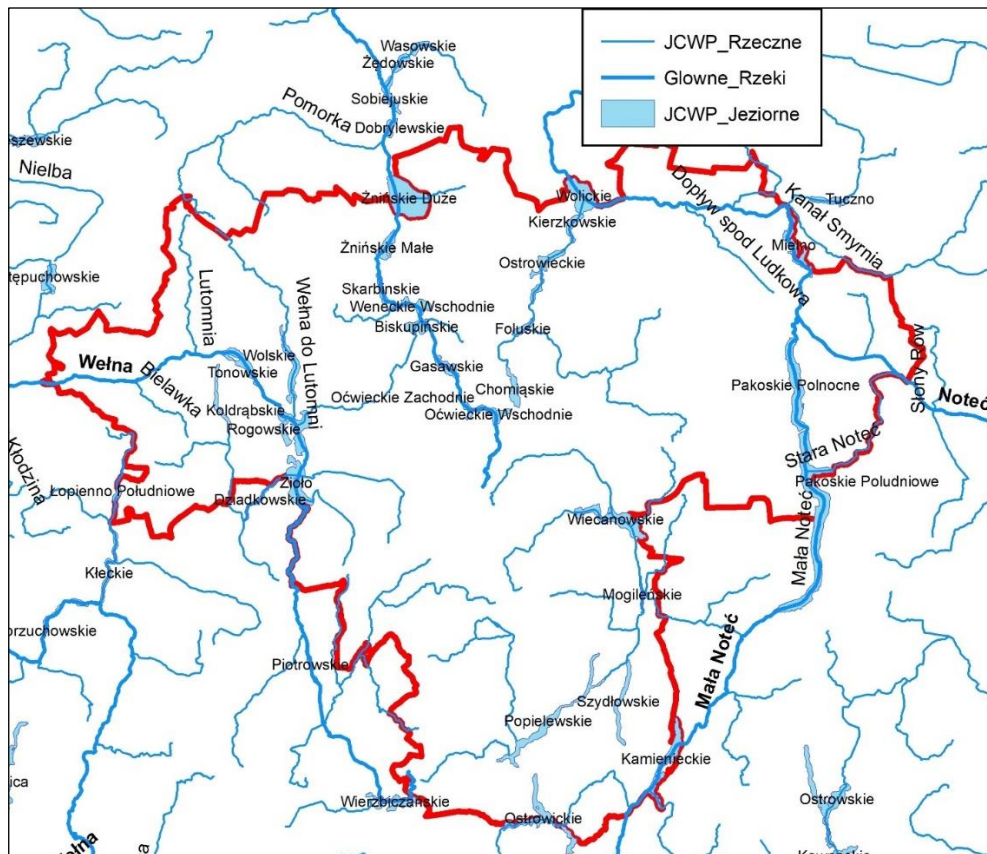 JCWP_Rzeczne
Glowne_Rzeki
JCWP_Jeziorne
Wasowskie
Żędowskie
Sobiejuskie
Pomorka
Dobrylewskie
szewskie
Nielba
Żnińskie Duże
Wolickie
Kierzkowskie
Dopływ spod Ludkowa
Kanał Smyrnia
Tuczno
Mielno
Żnińskie Małe
Ostrowieckie
tępuchowskie
Lutomnia
Wełna do Lutomni
Skarbinskie
Weneckie Wschodnie
Biskupińskie
Foluskie
Wełna
Bielawka
Wolskie
Tonowskie
Gąsawskie
Chomiąskie
Pakoskie Polnocne
Słony Rów
Noteć
Oćwieckie Zachodnie
Oćwieckie Wschodnie
Kołdrąbskie
Rogowskie
Stara Noteć
Kłodzina
Zioło
Łopienno Południowe
Dziadkowskie
Pakoskie Poludniowe
Wiecanowskie
Mała Noteć
Kłeckie
Mogileńskie
orzuchowskie
Piotrowskie
Mała Noteć
Szydłowskie
Popielewskie
Kamienieckie
ica
Wierzbiczańskie
Ostrowickie
Ostrowskie